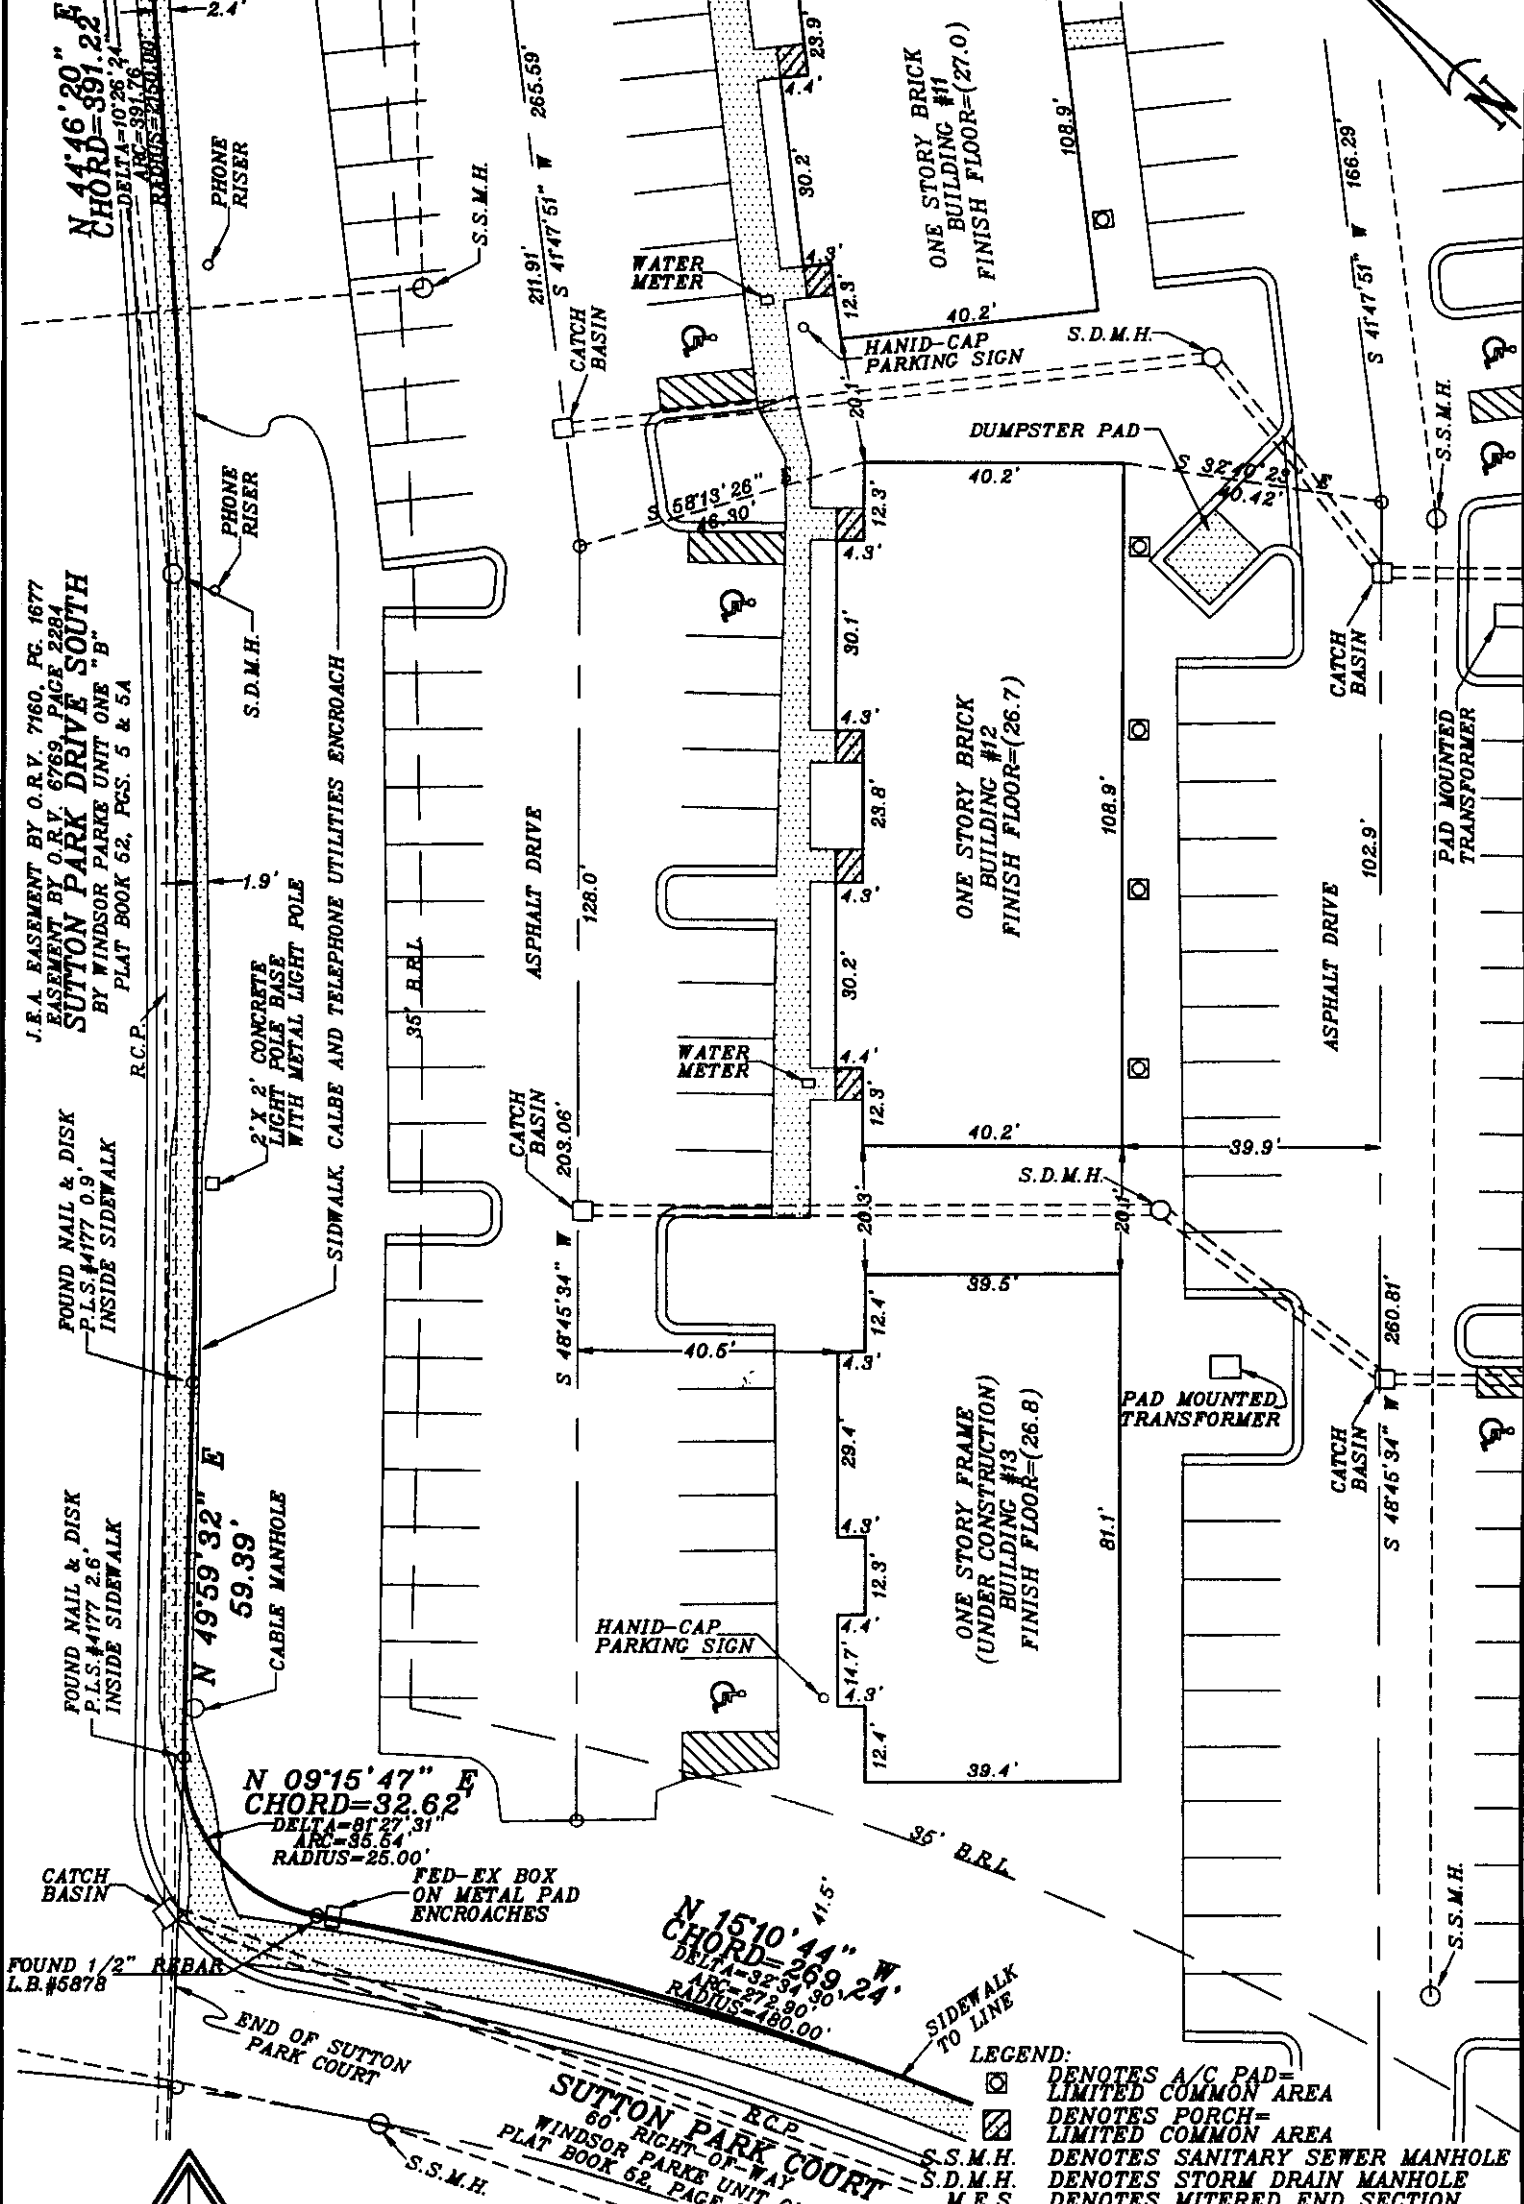 N 44°46'20" E
CHORD=391.22'
DELTA=10°26'24"
ARC=391.76
RADIUS=2150.00'
2.4'
PHONE
RISER
S.S.M.H.
265.59'
211.91'
S 41°47'51" W
CATCH
BASIN
WATER
METER
23.9'
4.4'
30.2'
4.3'
12.3'
ONE STORY BRICK
BUILDING #11
FINISH FLOOR=(27.0)
108.9'
40.2'
HANID-CAP
PARKING SIGN
S.D.M.H.
20.1'
N
166.29'
S 41°47'51" W
S.S.M.H.
DUMPSTER PAD
40.2'
S 32°40'23" E
40.42'
S 58°13'26"
46.30'
12.3'
4.3'
30.1'
4.3'
23.8'
4.3'
30.2'
4.4'
12.3'
ONE STORY BRICK
BUILDING #12
FINISH FLOOR=(26.7)
108.9'
40.2'
CATCH
BASIN
PAD MOUNTED
TRANSFORMER
102.9'
ASPHALT DRIVE
39.9'
PHONE
RISER
S.D.M.H.
J.E.A. EASEMENT BY O.R.V. 7160, PG. 1677
EASEMENT BY O.R.V. 6769, PAGE 2284
SUTTON PARK DRIVE SOUTH
BY WINDSOR PARKE UNIT ONE "B"
PLAT BOOK 52, PGS. 5 & 5A
R.C.P.
1.9'
2' X 2' CONCRETE
LIGHT POLE BASE
WITH METAL LIGHT POLE
SIDWALK, CALBE AND TELEPHONE UTILITIES ENCROACH
35' B.R.L.
ASPHALT DRIVE
128.0'
WATER
METER
CATCH
BASIN
203.06'
S 48°45'34" W
S.D.M.H.
20.3'
20.1'
FOUND NAIL & DISK
P.L.S.#4177 0.9'
INSIDE SIDEWALK
39.5'
40.5'
12.4'
4.3'
29.4'
4.3'
12.3'
4.4'
14.7'
4.3'
12.4'
ONE STORY FRAME
(UNDER CONSTRUCTION)
BUILDING #13
FINISH FLOOR=(26.8)
81.1'
39.4'
PAD MOUNTED
TRANSFORMER
260.81'
CATCH
BASIN
S 48°45'34" W
HANID-CAP
PARKING SIGN
FOUND NAIL & DISK
P.L.S.#4177 2.6'
INSIDE SIDEWALK
N 49°59'32" E
59.39'
CABLE MANHOLE
N 09°15'47" E
CHORD=32.62'
DELTA=81°27'31"
ARC=35.54'
RADIUS=25.00'
CATCH
BASIN
FED-EX BOX
ON METAL PAD
ENCROACHES
FOUND 1/2" REBAR
L.B.#5878
35' B.R.L.
41.5'
N 15°10'44" W
CHORD=269.24'
DELTA=32°34'30"
ARC=272.90'
RADIUS=480.00'
SIDEWALK
TO LINE
S.S.M.H.
END OF SUTTON
PARK COURT
S.S.M.H.
R.C.P.
SUTTON PARK COURT
60' RIGHT-OF-WAY
WINDSOR PARKE UNIT
PLAT BOOK 52, PAGE
LEGEND:
DENOTES A/C PAD=
LIMITED COMMON AREA
DENOTES PORCH=
LIMITED COMMON AREA
S.S.M.H. DENOTES SANITARY SEWER MANHOLE
S.D.M.H. DENOTES STORM DRAIN MANHOLE
M.E.S. DENOTES MITERED END SECTION